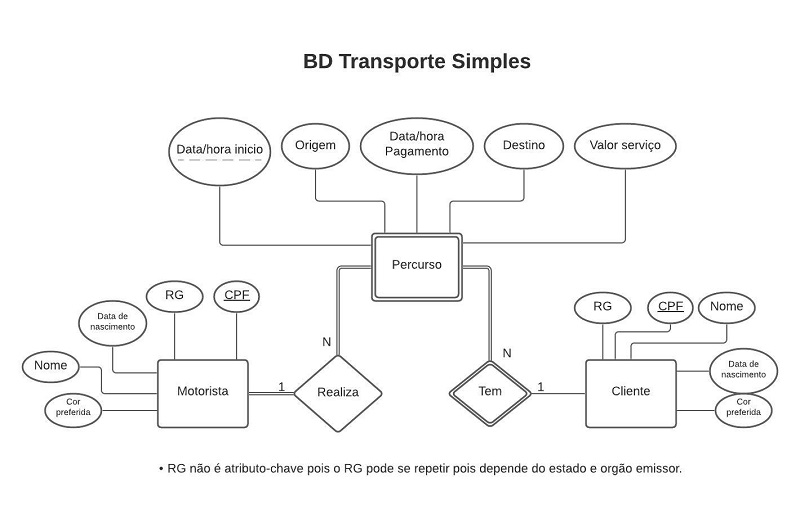 BD Transporte Simples
Data/hora inicio
Origem
Data/hora
Pagamento
Destino
Valor serviço
Percurso
RG
CPF
Data de
nascimento
Nome
Cor
preferida
Motorista
1
N
Realiza
N
Tem
1
RG
CPF
Nome
Data de
nascimento
Cor
preferida
Cliente
• RG não é atributo-chave pois o RG pode se repetir pois depende do estado e orgão emissor.